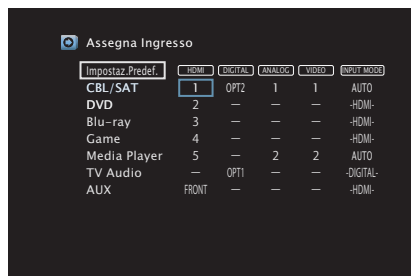 Assegna Ingresso
Impostaz.Predef. HDMI DIGITAL ANALOG VIDEO INPUT MODE
CBL/SAT 1 OPT2 1 1 AUTO
DVD 2 — — — -HDMI-
Blu-ray 3 — — — -HDMI-
Game 4 — — — -HDMI-
Media Player 5 — 2 2 AUTO
TV Audio — OPT1 — — -DIGITAL-
AUX FRONT — — — -HDMI-